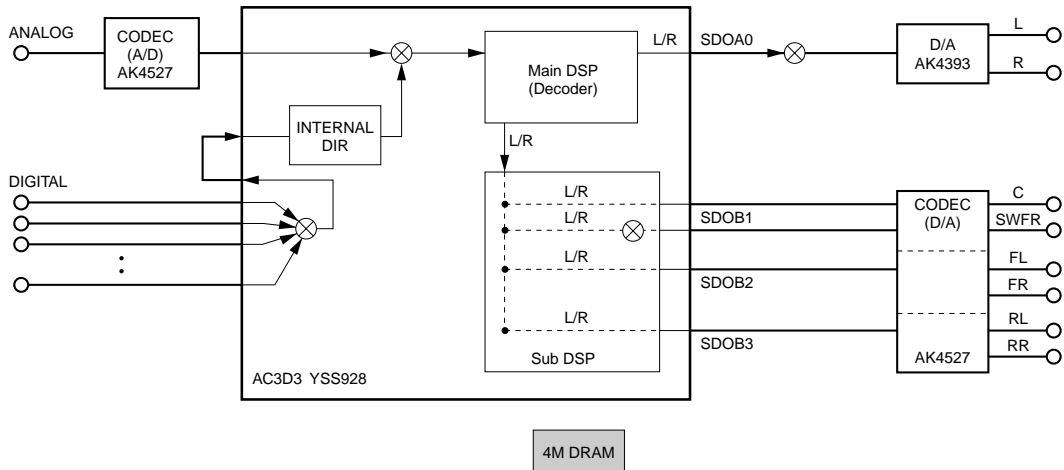 ANALOG
CODEC
(A/D)
AK4527
L/R
SDOA0
D/A
AK4393
L
R
Main DSP
(Decoder)
INTERNAL
DIR
L/R
DIGITAL
L/R
L/R
L/R
L/R
Sub DSP
SDOB1
SDOB2
SDOB3
CODEC
(D/A)
AK4527
C
SWFR
FL
FR
RL
RR
AC3D3 YSS928
4M DRAM